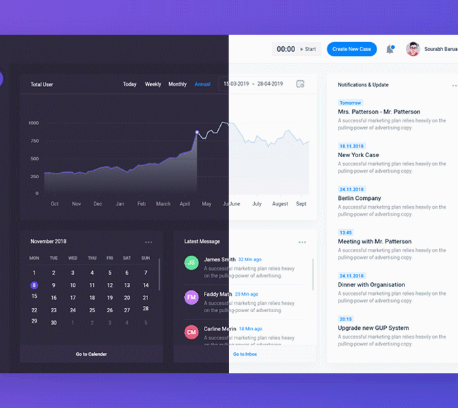 00:00 Start Create New Case Sourabh Barua
Total User Today Weekly Monthly Annual 15-03-2019 - 28-04-2019
1000
700
500
250
0
Oct Nov Dec Jan Feb March April May June July August Sept
November 2018
MON TUE WED THU FRI SAT SUN
1 2 3 4 5 6 7
8 9 10 11 12 13 14
15 16 17 18 19 20 21
22 23 24 25 26 27 28
29 30 1 2 3 4
Go to Calender
Latest Message
JS James Smith 32 Min ago
A successful marketing plan relies heavy
on the pulling-power of advertising.
FM Faddy Math 25 Min ago
A successful marketing plan relies heavy
on the pulling-power of advertising.
CM Carline Marin 18 Min ago
A successful marketing plan relies heavy
on the pulling-power of advertising.
Go to Inbox
Notifications & Update
Tomorrow
Mrs. Patterson - Mr. Patterson
A successful marketing plan relies heavily on the
pulling-power of advertising copy.
16.11.2018
New York Case
A successful marketing plan relies heavily on the
pulling-power of advertising copy.
24.11.2018
Berlin Company
A successful marketing plan relies heavily on the
pulling-power of advertising copy.
12:45
Meeting with Mr. Patterson
A successful marketing plan relies heavily on the
pulling-power of advertising copy.
24.11.2018
Dinner with Organisation
A successful marketing plan relies heavily on the
pulling-power of advertising copy.
20:19
Upgrade new GUP System
A successful marketing plan relies heavily on the
pulling-power of advertising copy.